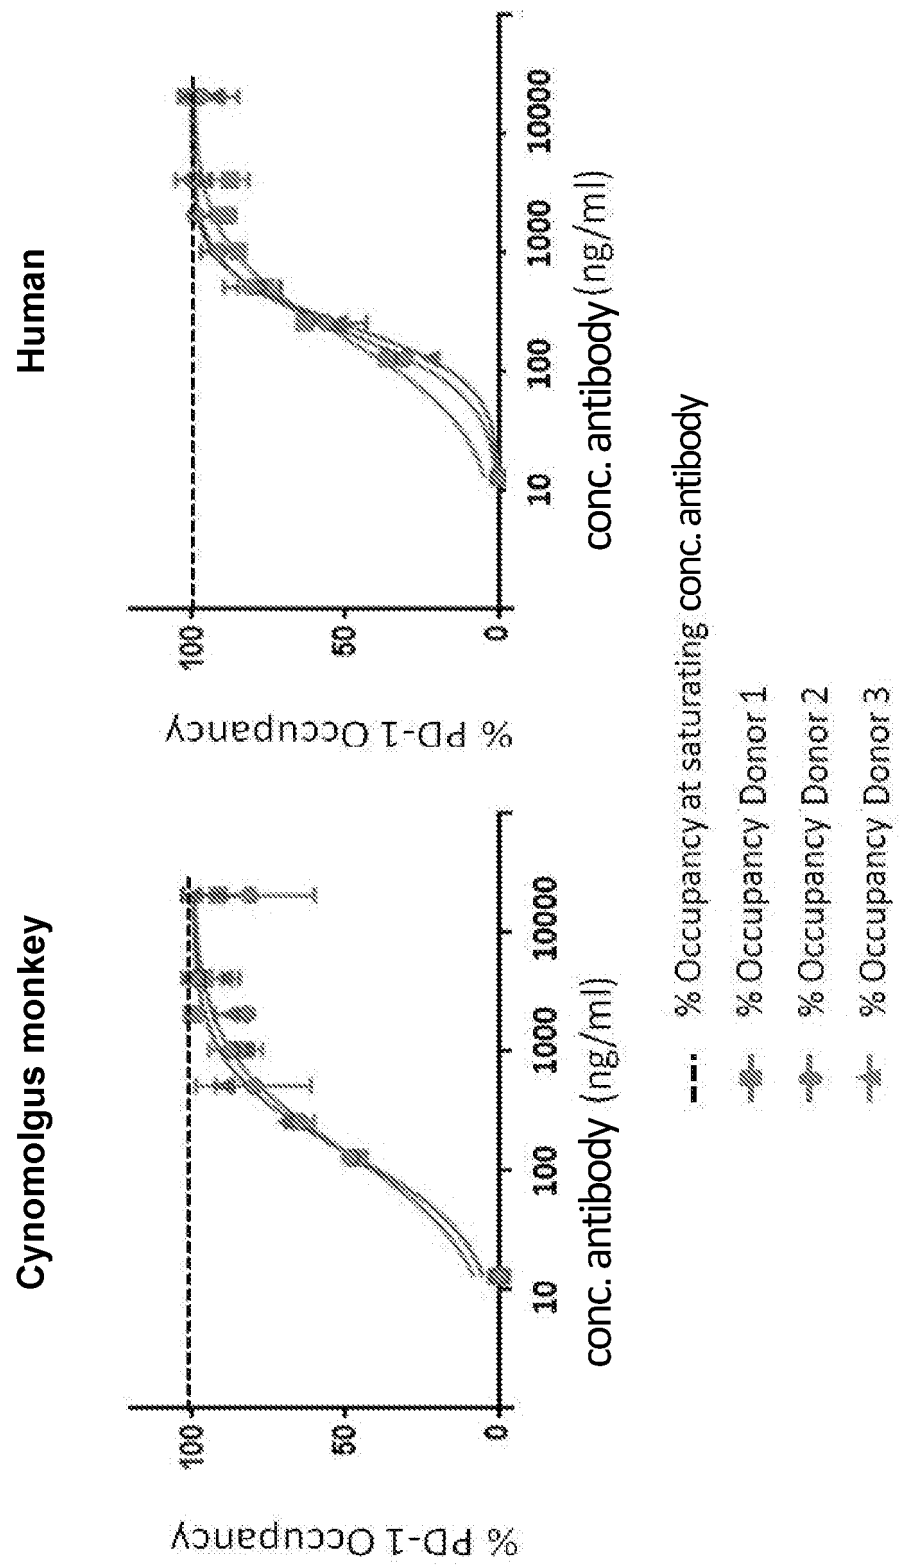 Cynomolgus monkey
% PD-1 Occupancy
100
50
0
10
100
1000
10000
conc. antibody (ng/ml)
Human
% PD-1 Occupancy
100
50
0
10
100
1000
10000
conc. antibody (ng/ml)
% Occupancy at saturating conc. antibody
% Occupancy Donor 1
% Occupancy Donor 2
% Occupancy Donor 3